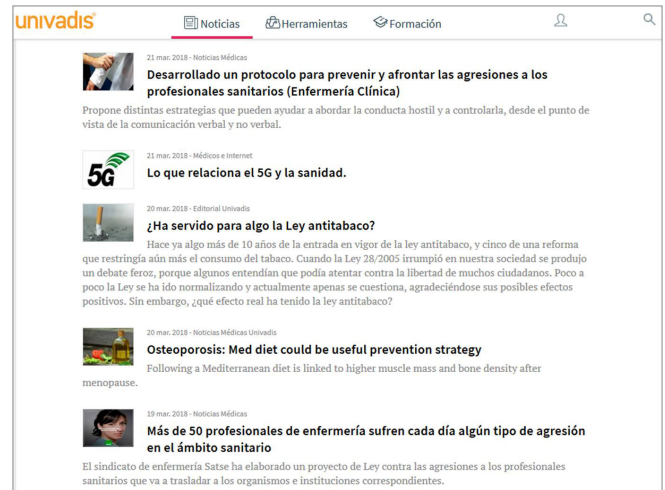 univadis
Noticias
Herramientas
Formación
21 mar. 2018 - Noticias Médicas
Desarrollado un protocolo para prevenir y afrontar las agresiones a los
profesionales sanitarios (Enfermería Clínica)
Propone distintas estrategias que pueden ayudar a abordar la conducta hostil y a controlarla, desde el punto de
vista de la comunicación verbal y no verbal.
5G
21 mar. 2018 - Médicos e Internet
Lo que relaciona el 5G y la sanidad.
20 mar. 2018 - Editorial Univadis
¿Ha servido para algo la Ley antitabaco?
Hace ya algo más de 10 años de la entrada en vigor de la ley antitabaco, y cinco de una reforma
que restringía aún más el consumo del tabaco. Cuando la Ley 28/2005 irrumpió en nuestra sociedad se produjo
un debate feroz, porque algunos entendían que podía atentar contra la libertad de muchos ciudadanos. Poco a
poco la Ley se ha ido normalizando y actualmente apenas se cuestiona, agradeciéndose sus posibles efectos
positivos. Sin embargo, ¿qué efecto real ha tenido la ley antitabaco?
20 mar. 2018 - Noticias Médicas Univadis
Osteoporosis: Med diet could be useful prevention strategy
Following a Mediterranean diet is linked to higher muscle mass and bone density after
menopause.
19 mar. 2018 - Noticias Médicas
Más de 50 profesionales de enfermería sufren cada día algún tipo de agresión
en el ámbito sanitario
El sindicato de enfermería Satse ha elaborado un proyecto de Ley contra las agresiones a los profesionales
sanitarios que va a trasladar a los organismos e instituciones correspondientes.